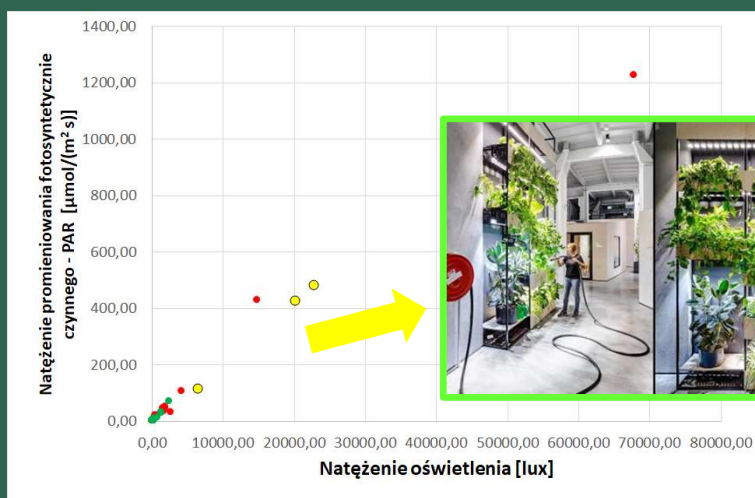 1400,00
1200,00
1000,00
800,00
600,00
400,00
200,00
0,00
Natężenie promieniowania fotosyntetycznie
czynnego - PAR [µmol/(m² s)]
0,00 10000,00 20000,00 30000,00 40000,00 50000,00 60000,00 70000,00 80000,00
Natężenie oświetlenia [lux]